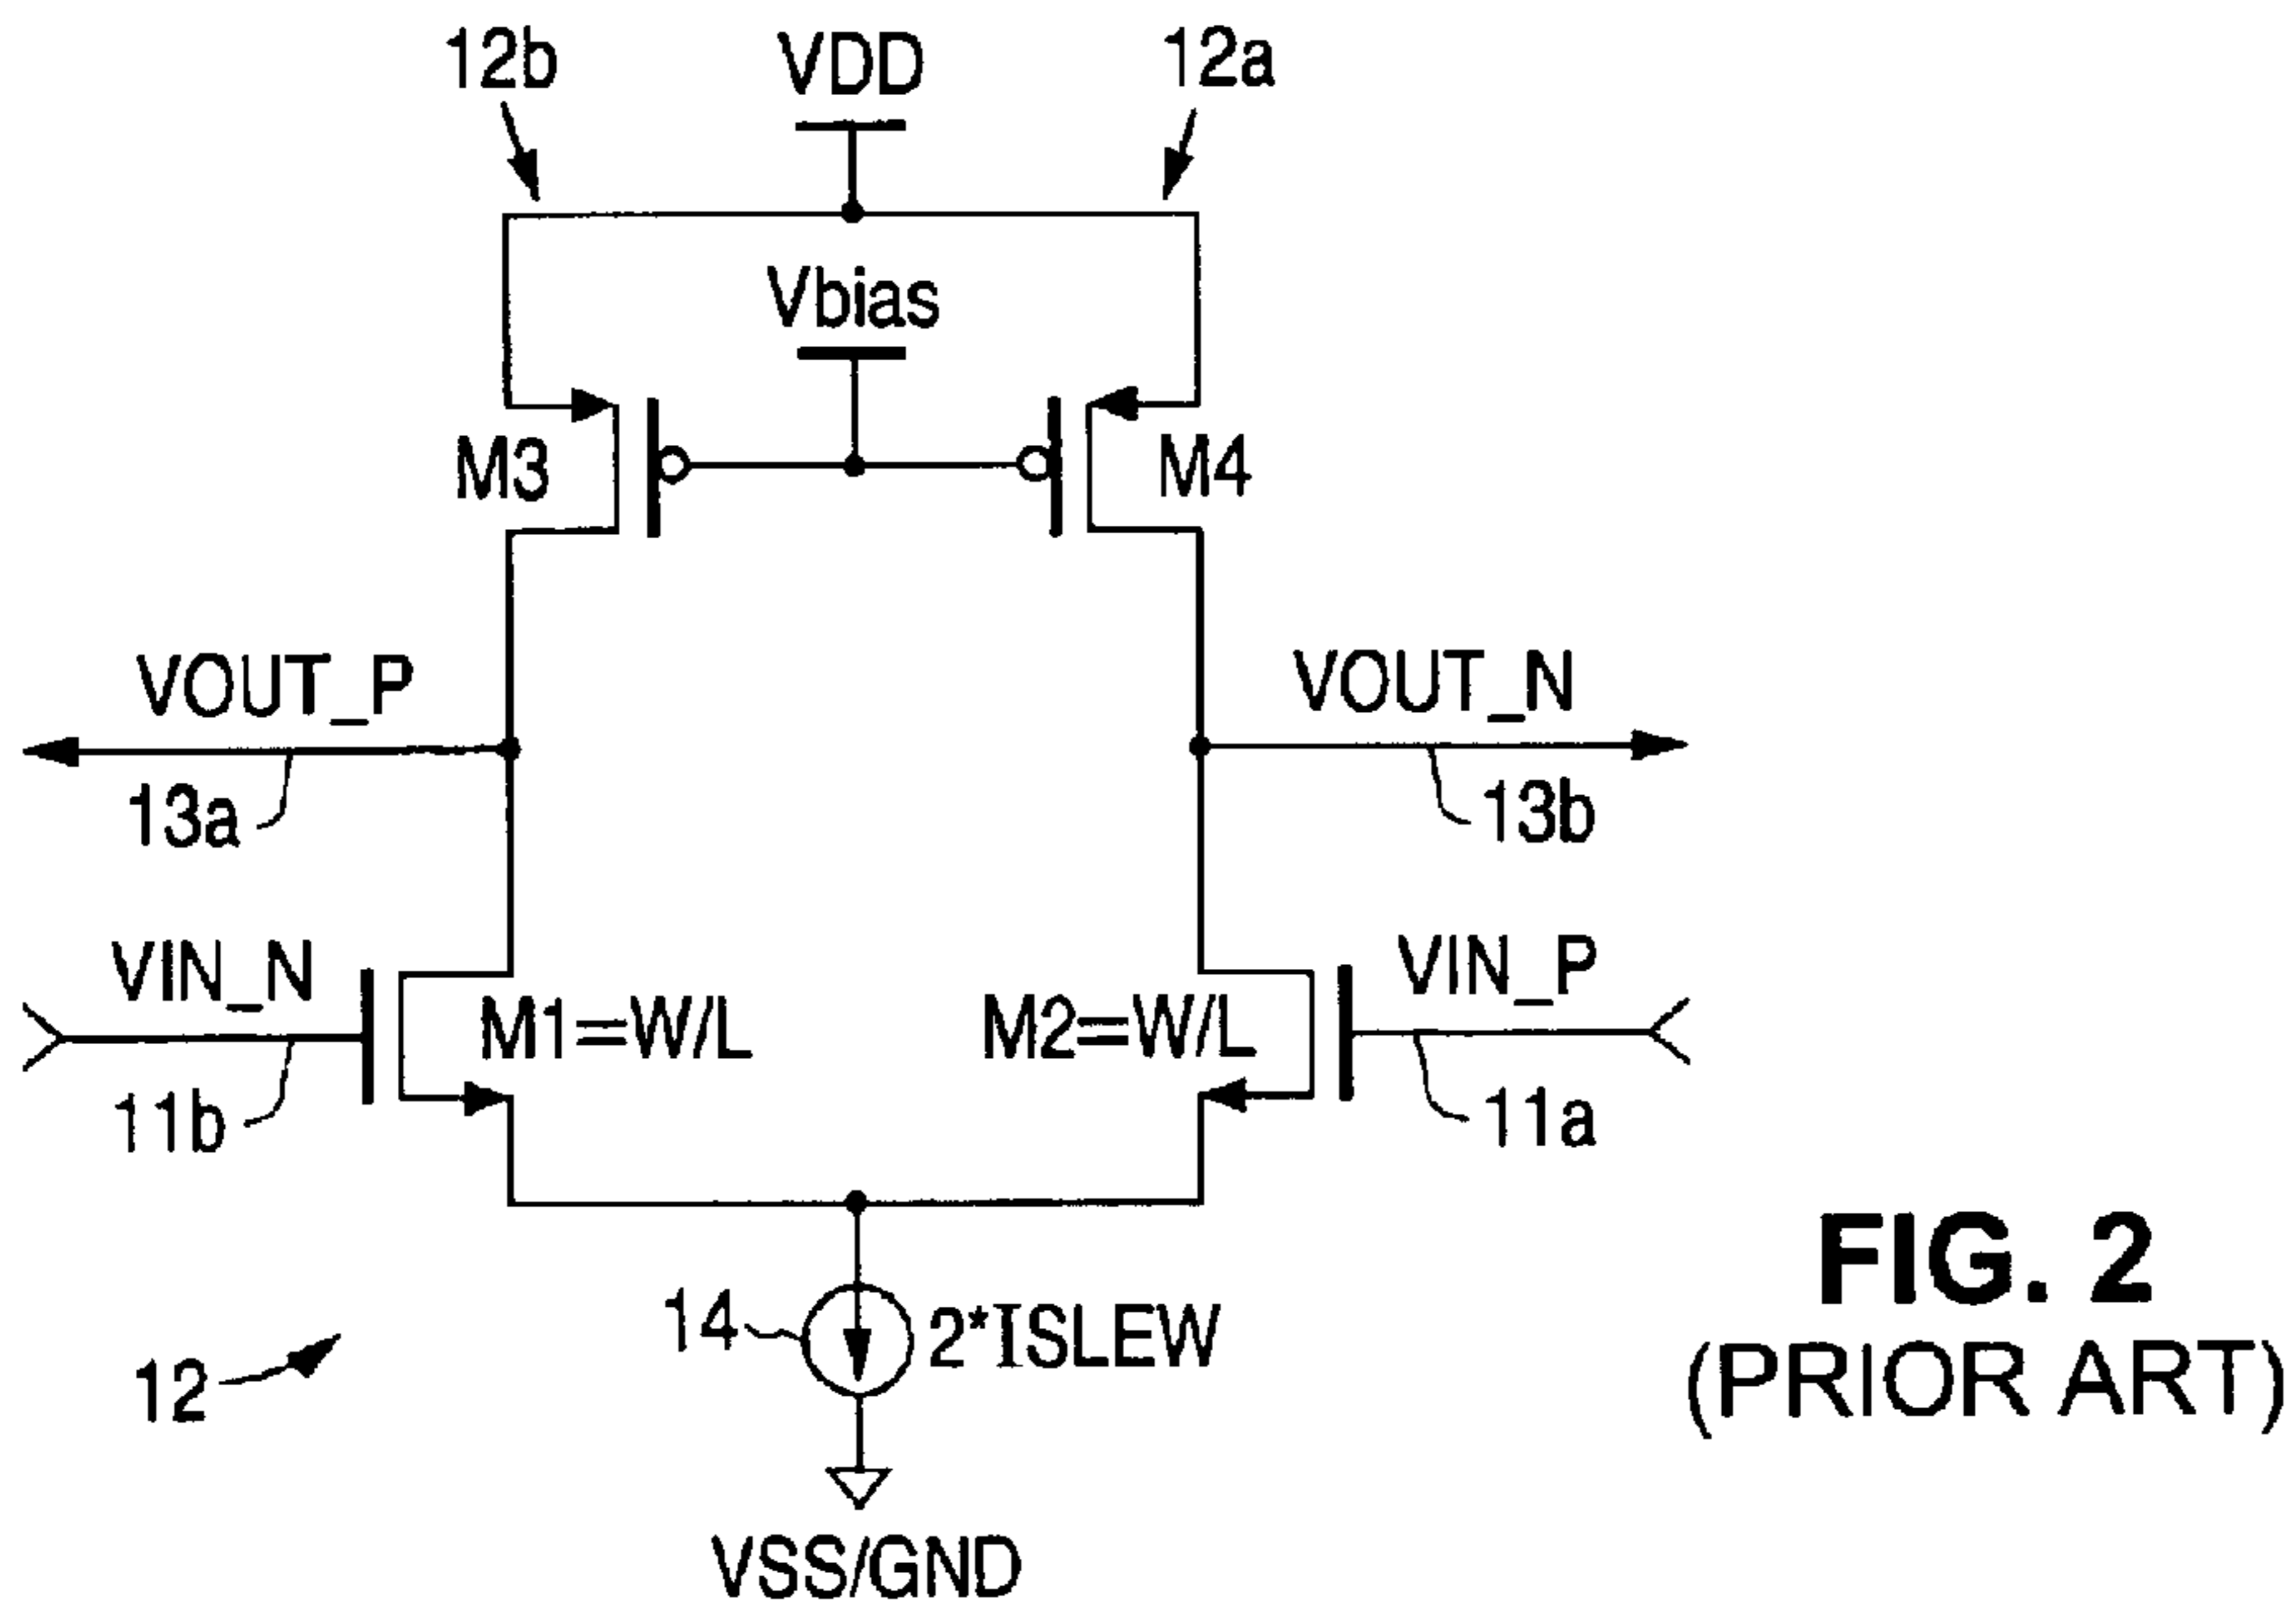 12b
VDD
12a
Vbias
M3
M4
VOUT_P
VOUT_N
13a
13b
VIN_N
M1=W/L
M2=W/L
VIN_P
11b
11a
14
2*ISLEW
12
VSS/GND
FIG. 2
(PRIOR ART)